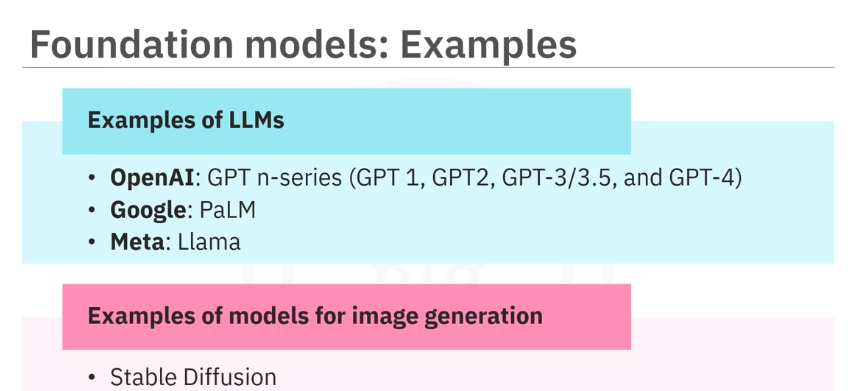 Foundation models: Examples
Examples of LLMs
• OpenAI: GPT n-series (GPT 1, GPT2, GPT-3/3.5, and GPT-4)
• Google: PaLM
• Meta: Llama
Examples of models for image generation
• Stable Diffusion